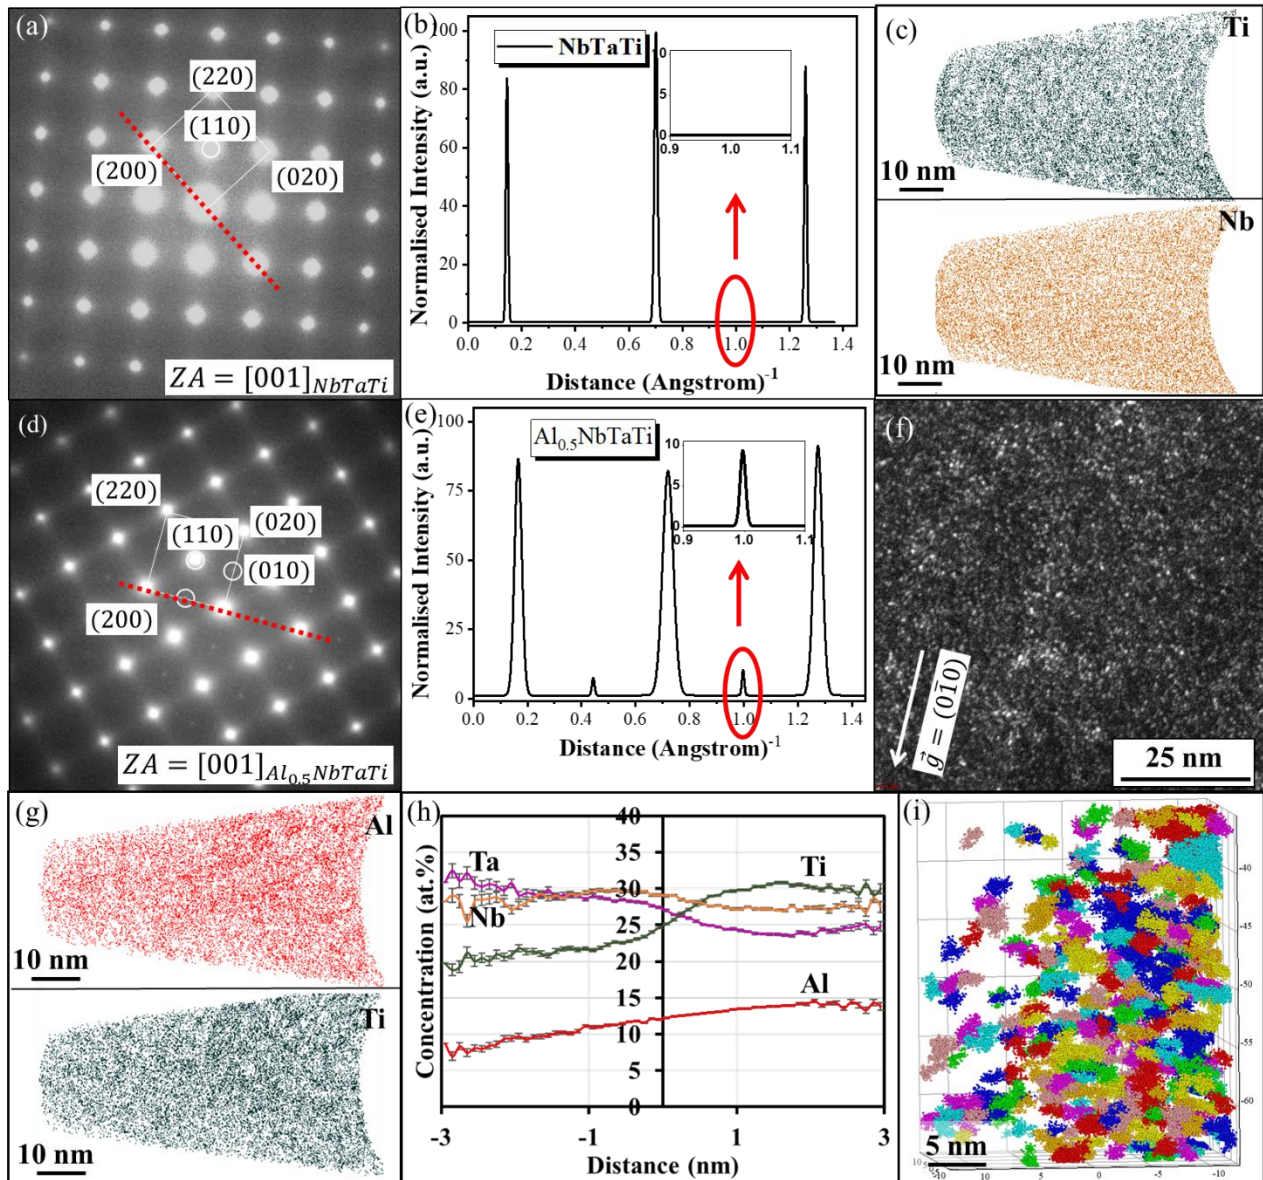 (a)
(220)
(110)
(200)
(020)
ZA = [001]NbTaTi
(b)
NbTaTi
Normalised Intensity (a.u.)
100
80
60
40
20
0
10
5
0
0.9 1.0 1.1
0.0 0.2 0.4 0.6 0.8 1.0 1.2 1.4
Distance (Angstrom)-1
(c)
Ti
10 nm
Nb
10 nm
(d)
(220)
(020)
(110)
(010)
(200)
ZA = [001]Al0.5NbTaTi
(e)
Al0.5NbTaTi
Normalised Intensity (a.u.)
100
75
50
25
0
10
5
0
0.9 1.0 1.1
0.0 0.2 0.4 0.6 0.8 1.0 1.2 1.4
Distance (Angstrom)-1
(f)
g⃗ = (01̅0)
25 nm
(g)
Al
10 nm
Ti
10 nm
(h)
Concentration (at.%)
40
35
30
25
20
15
10
5
0
Ta
Nb
Ti
Al
-3 -1 1 3
Distance (nm)
(i)
-40
-45
-50
-55
-60
5 nm
10 5 0 -5 -10